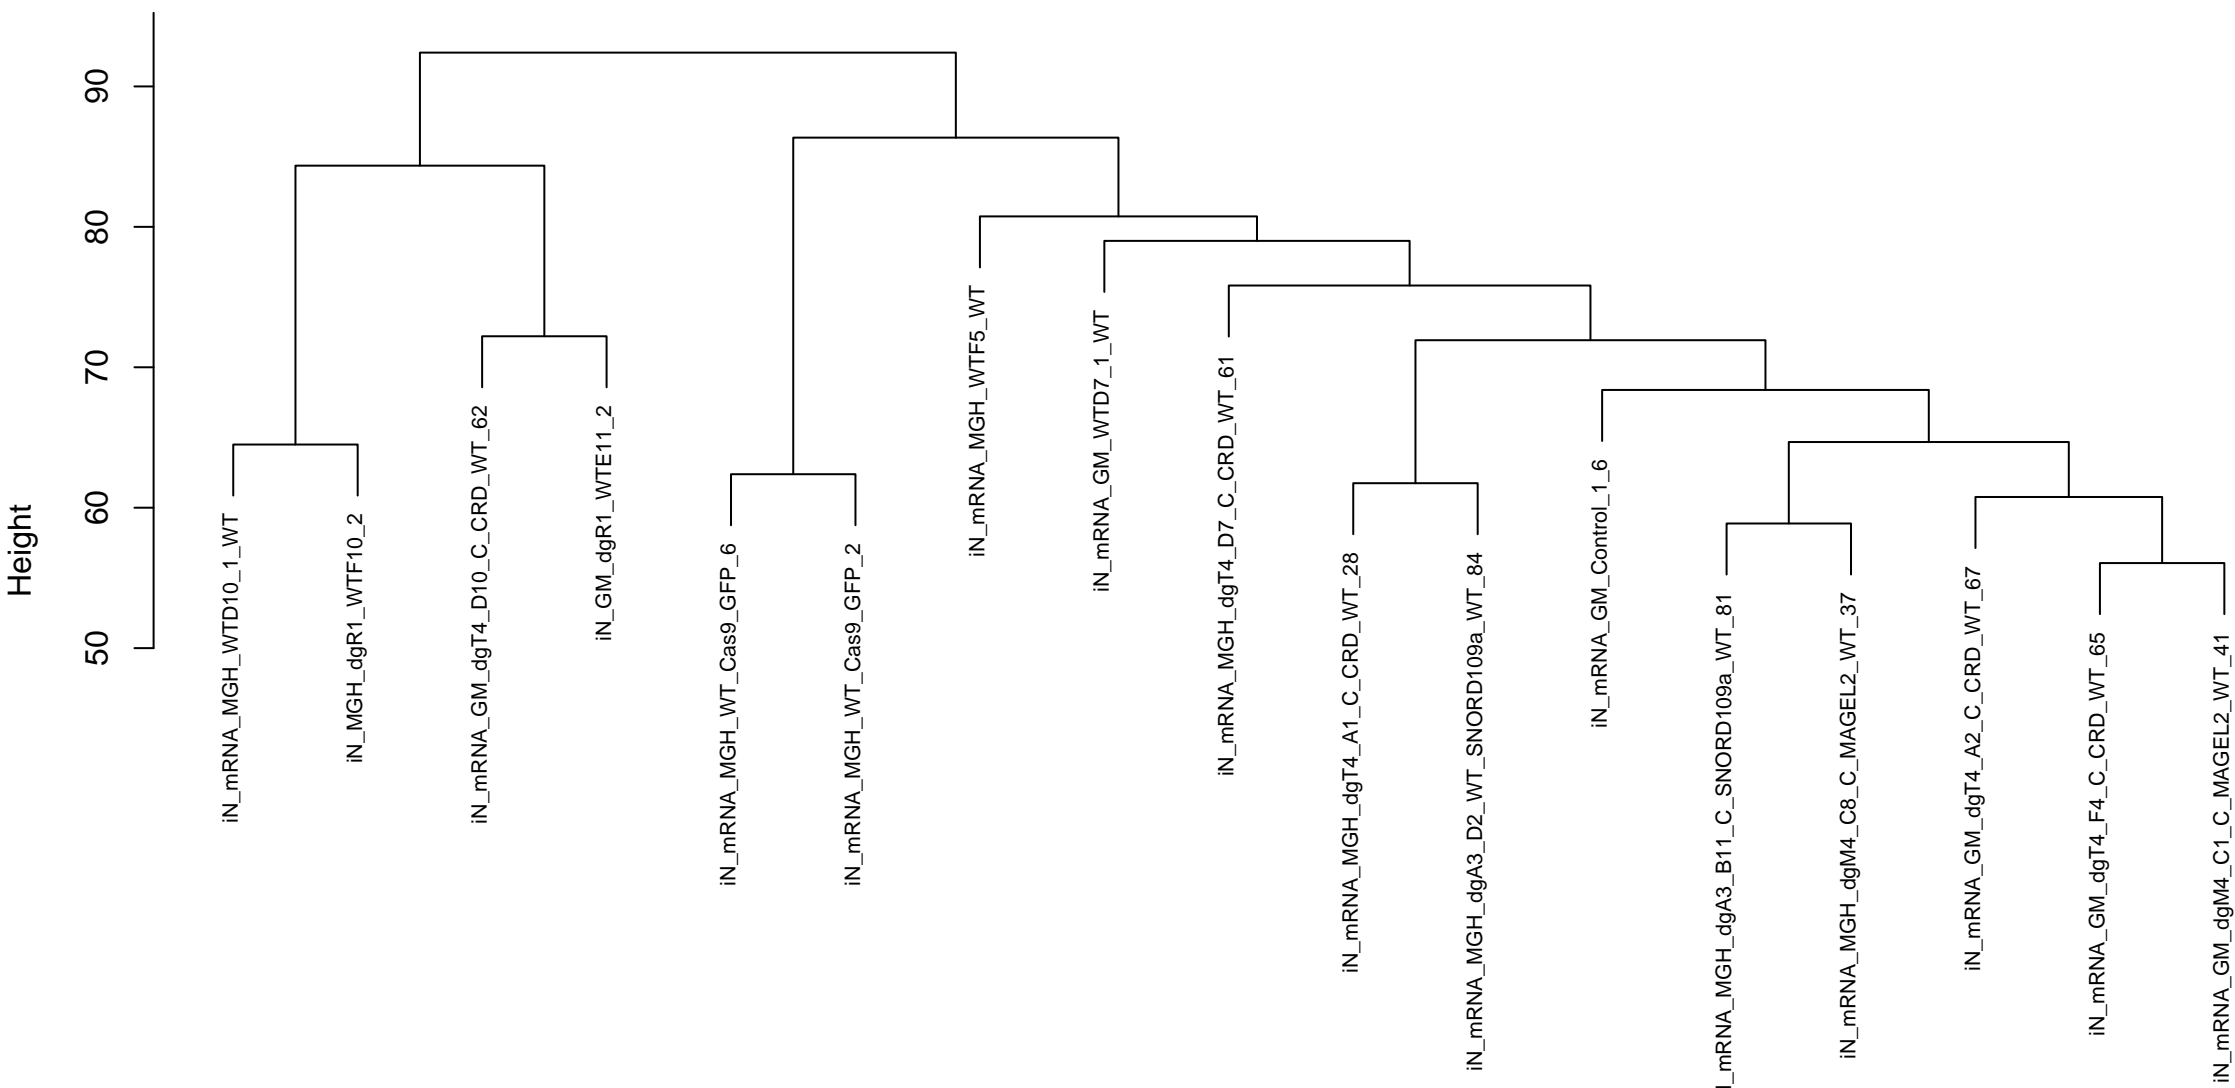 Height
90
80
70
60
50
iN_mRNA_MGH_WTD10_1_WT
iN_MGH_dgR1_WTF10_2
iN_mRNA_GM_dgT4_D10_C_CRD_WT_62
iN_GM_dgR1_WTE11_2
iN_mRNA_MGH_WT_Cas9_GFP_6
iN_mRNA_MGH_WT_Cas9_GFP_2
iN_mRNA_MGH_WTF5_WT
iN_mRNA_GM_WTD7_1_WT
iN_mRNA_MGH_dgT4_D7_C_CRD_WT_61
iN_mRNA_MGH_dgT4_A1_C_CRD_WT_28
iN_mRNA_MGH_dgA3_D2_WT_SNORD109a_WT_84
iN_mRNA_GM_Control_1_6
_mRNA_MGH_dgA3_B11_C_SNORD109a_WT_81
iN_mRNA_MGH_dgM4_C8_C_MAGEL2_WT_37
iN_mRNA_GM_dgT4_A2_C_CRD_WT_67
iN_mRNA_GM_dgT4_F4_C_CRD_WT_65
iN_mRNA_GM_dgM4_C1_C_MAGEL2_WT_41